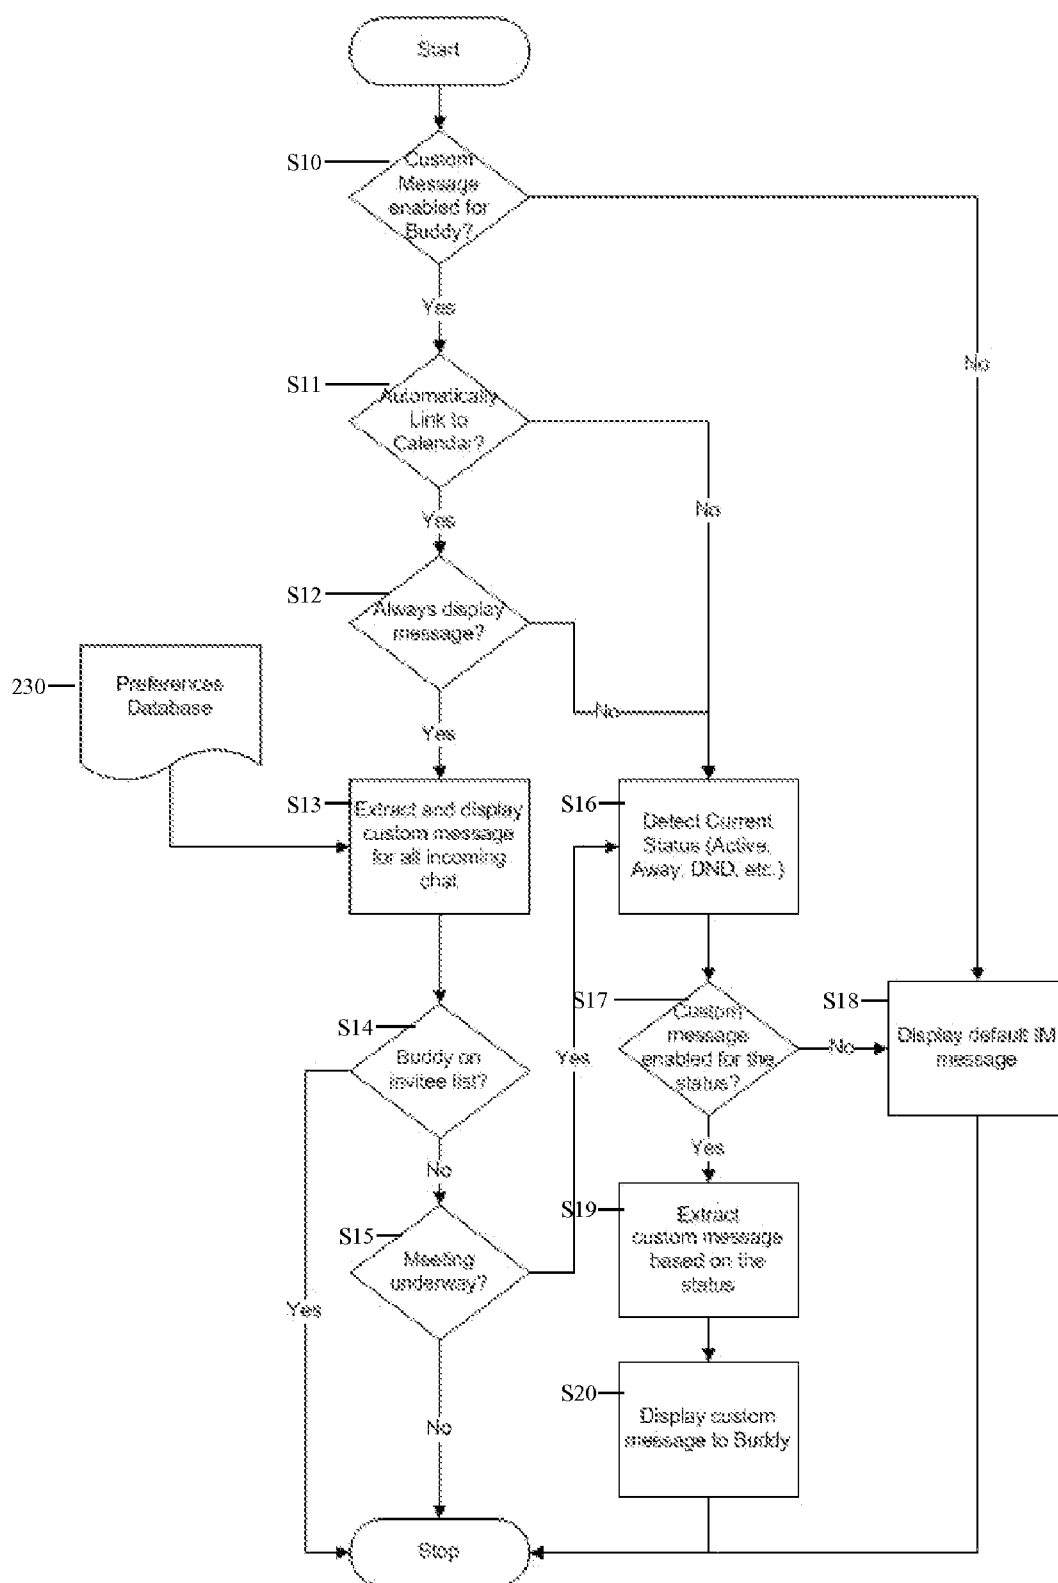 Start
S10
Custom
Message
enabled for
Buddy?
Yes
No
S11
Automatically
Link to
Calendar?
Yes
No
S12
Always display
message?
No
Yes
230
Preferences
Database
S13
Extract and display
custom message
for all incoming
chat
S16
Detect Current
Status (Active,
Away, DND, etc.)
S14
Buddy on
invitee list?
Yes
No
S17
Custom
message
enabled for the
status?
No
Yes
S18
Display default IM
message
S15
Meeting
underway?
Yes
No
S19
Extract
custom message
based on the
status
S20
Display custom
message to Buddy
Stop